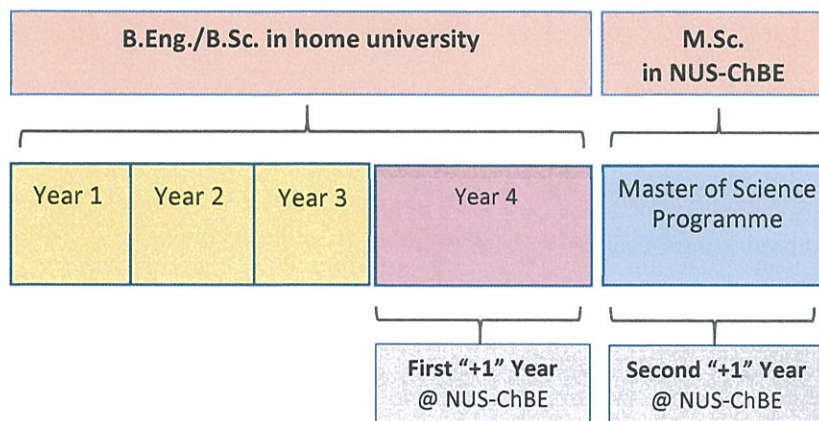 B.Eng./B.Sc. in home university
M.Sc.
in NUS-ChBE
Year 1
Year 2
Year 3
Year 4
Master of Science
Programme
First “+1” Year
@ NUS-ChBE
Second “+1” Year
@ NUS-ChBE